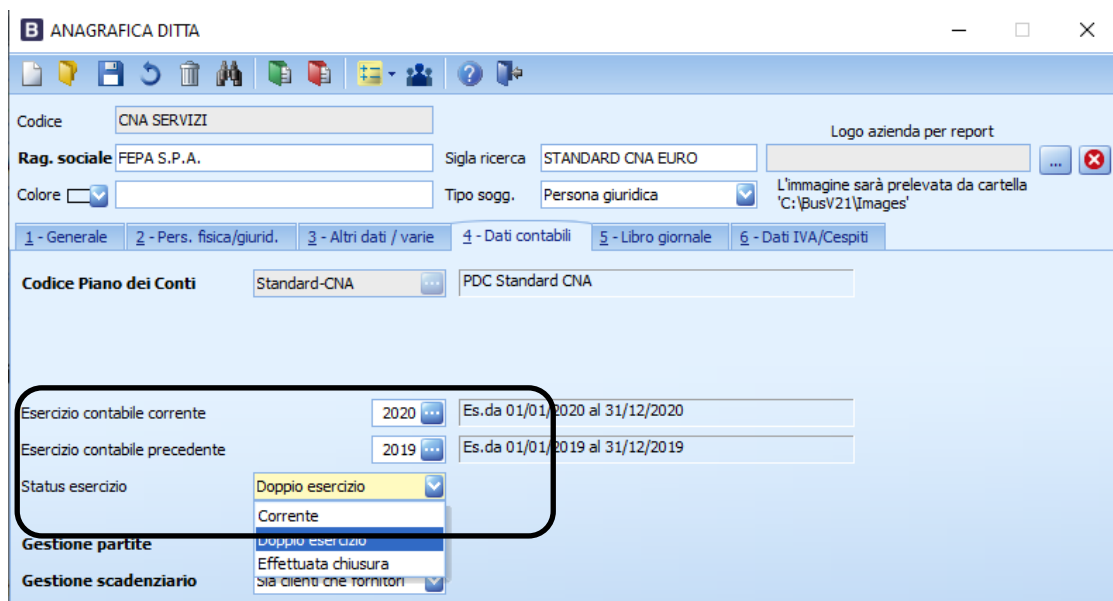 B ANAGRAFICA DITTA
Codice CNA SERVIZI
Logo azienda per report
Rag. sociale FEPA S.P.A. Sigla ricerca STANDARD CNA EURO ...
Colore Tipo sogg. Persona giuridica L'immagine sarà prelevata da cartella
'C:\BusV21\Images'
1 - Generale 2 - Pers. fisica/giurid. 3 - Altri dati / varie 4 - Dati contabili 5 - Libro giornale 6 - Dati IVA/Cespiti
Codice Piano dei Conti Standard-CNA ... PDC Standard CNA
Esercizio contabile corrente 2020 ... Es.da 01/01/2020 al 31/12/2020
Esercizio contabile precedente 2019 ... Es.da 01/01/2019 al 31/12/2019
Status esercizio Doppio esercizio
Corrente
Gestione partite Doppio esercizio
Effettuata chiusura
Gestione scadenziario Sia clienti che fornitori